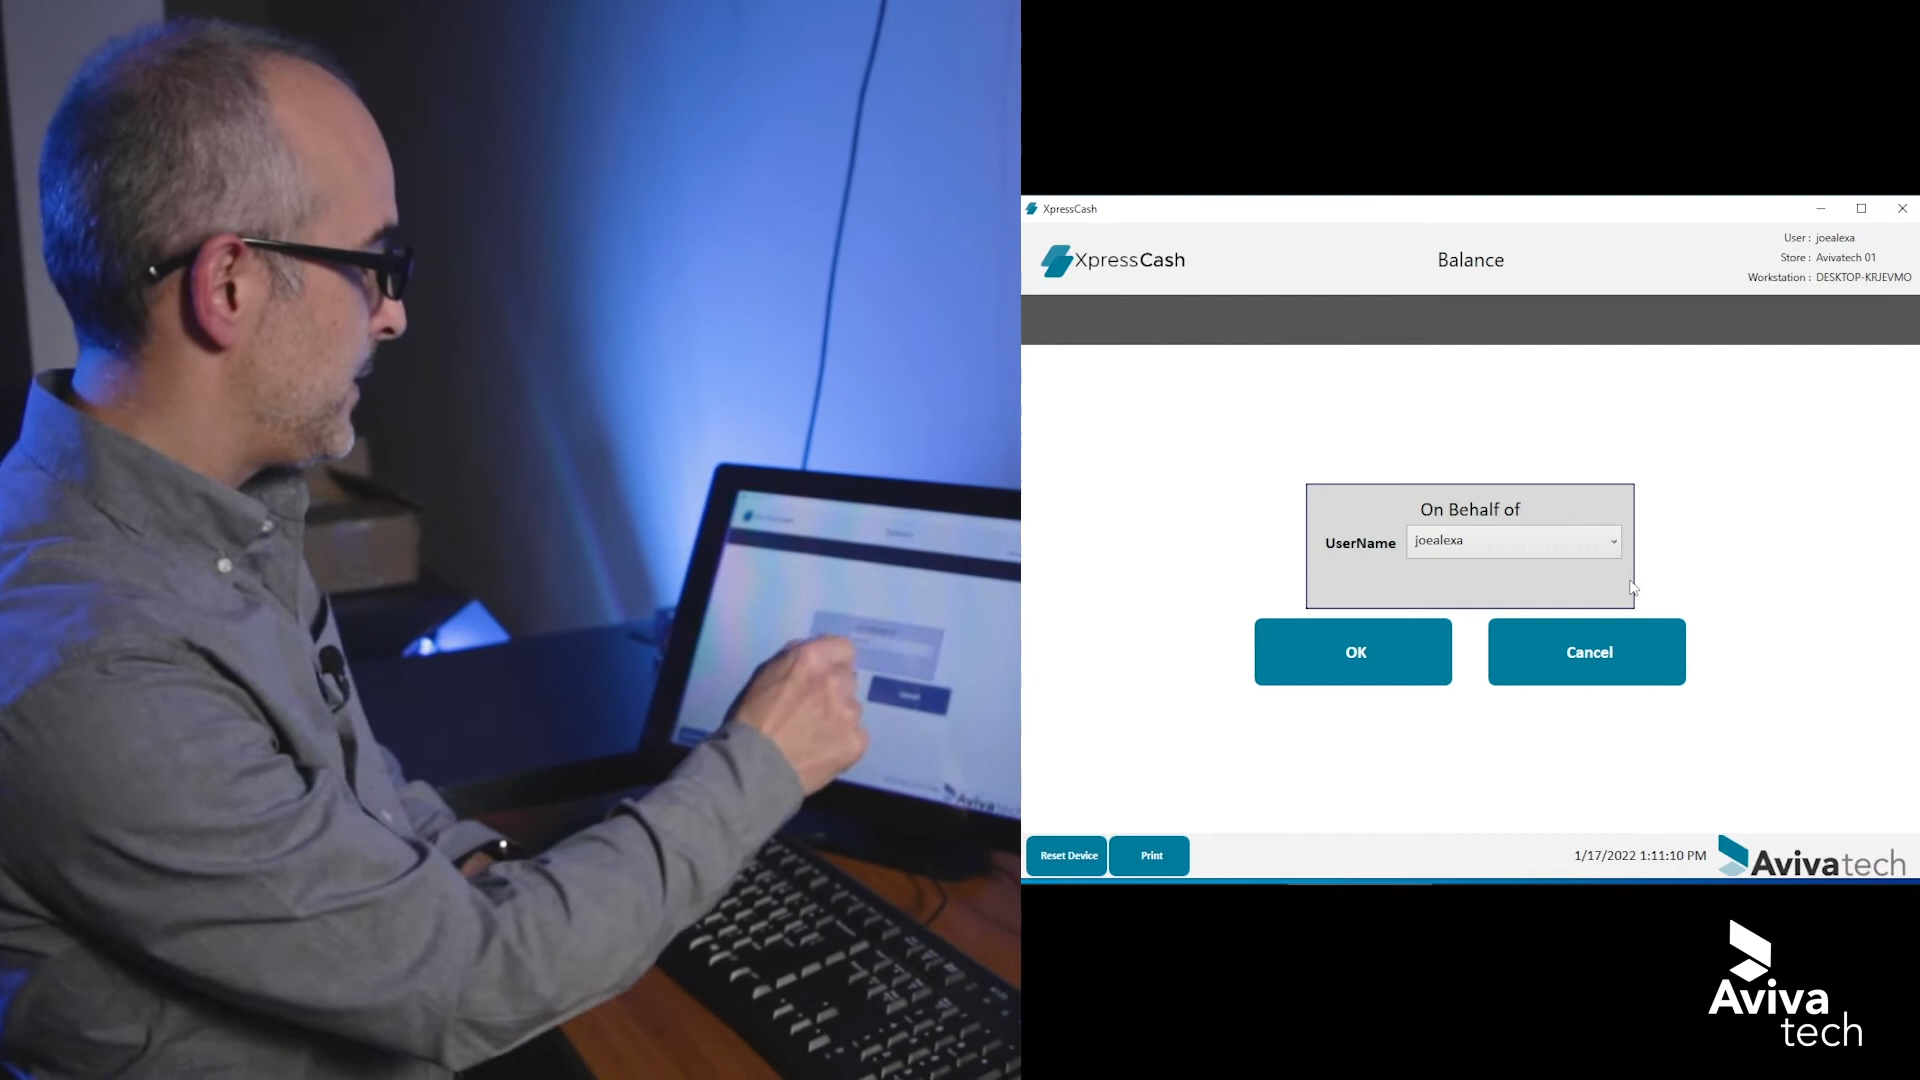 XpressCash
XpressCash
Balance
User : joealexa
Store : Avivatech 01
Workstation : DESKTOP-KRJEVMO
On Behalf of
UserName joealexa
OK
Cancel
Reset Device
Print
1/17/2022 1:11:10 PM
Avivatech
Aviva
tech
Avivatech